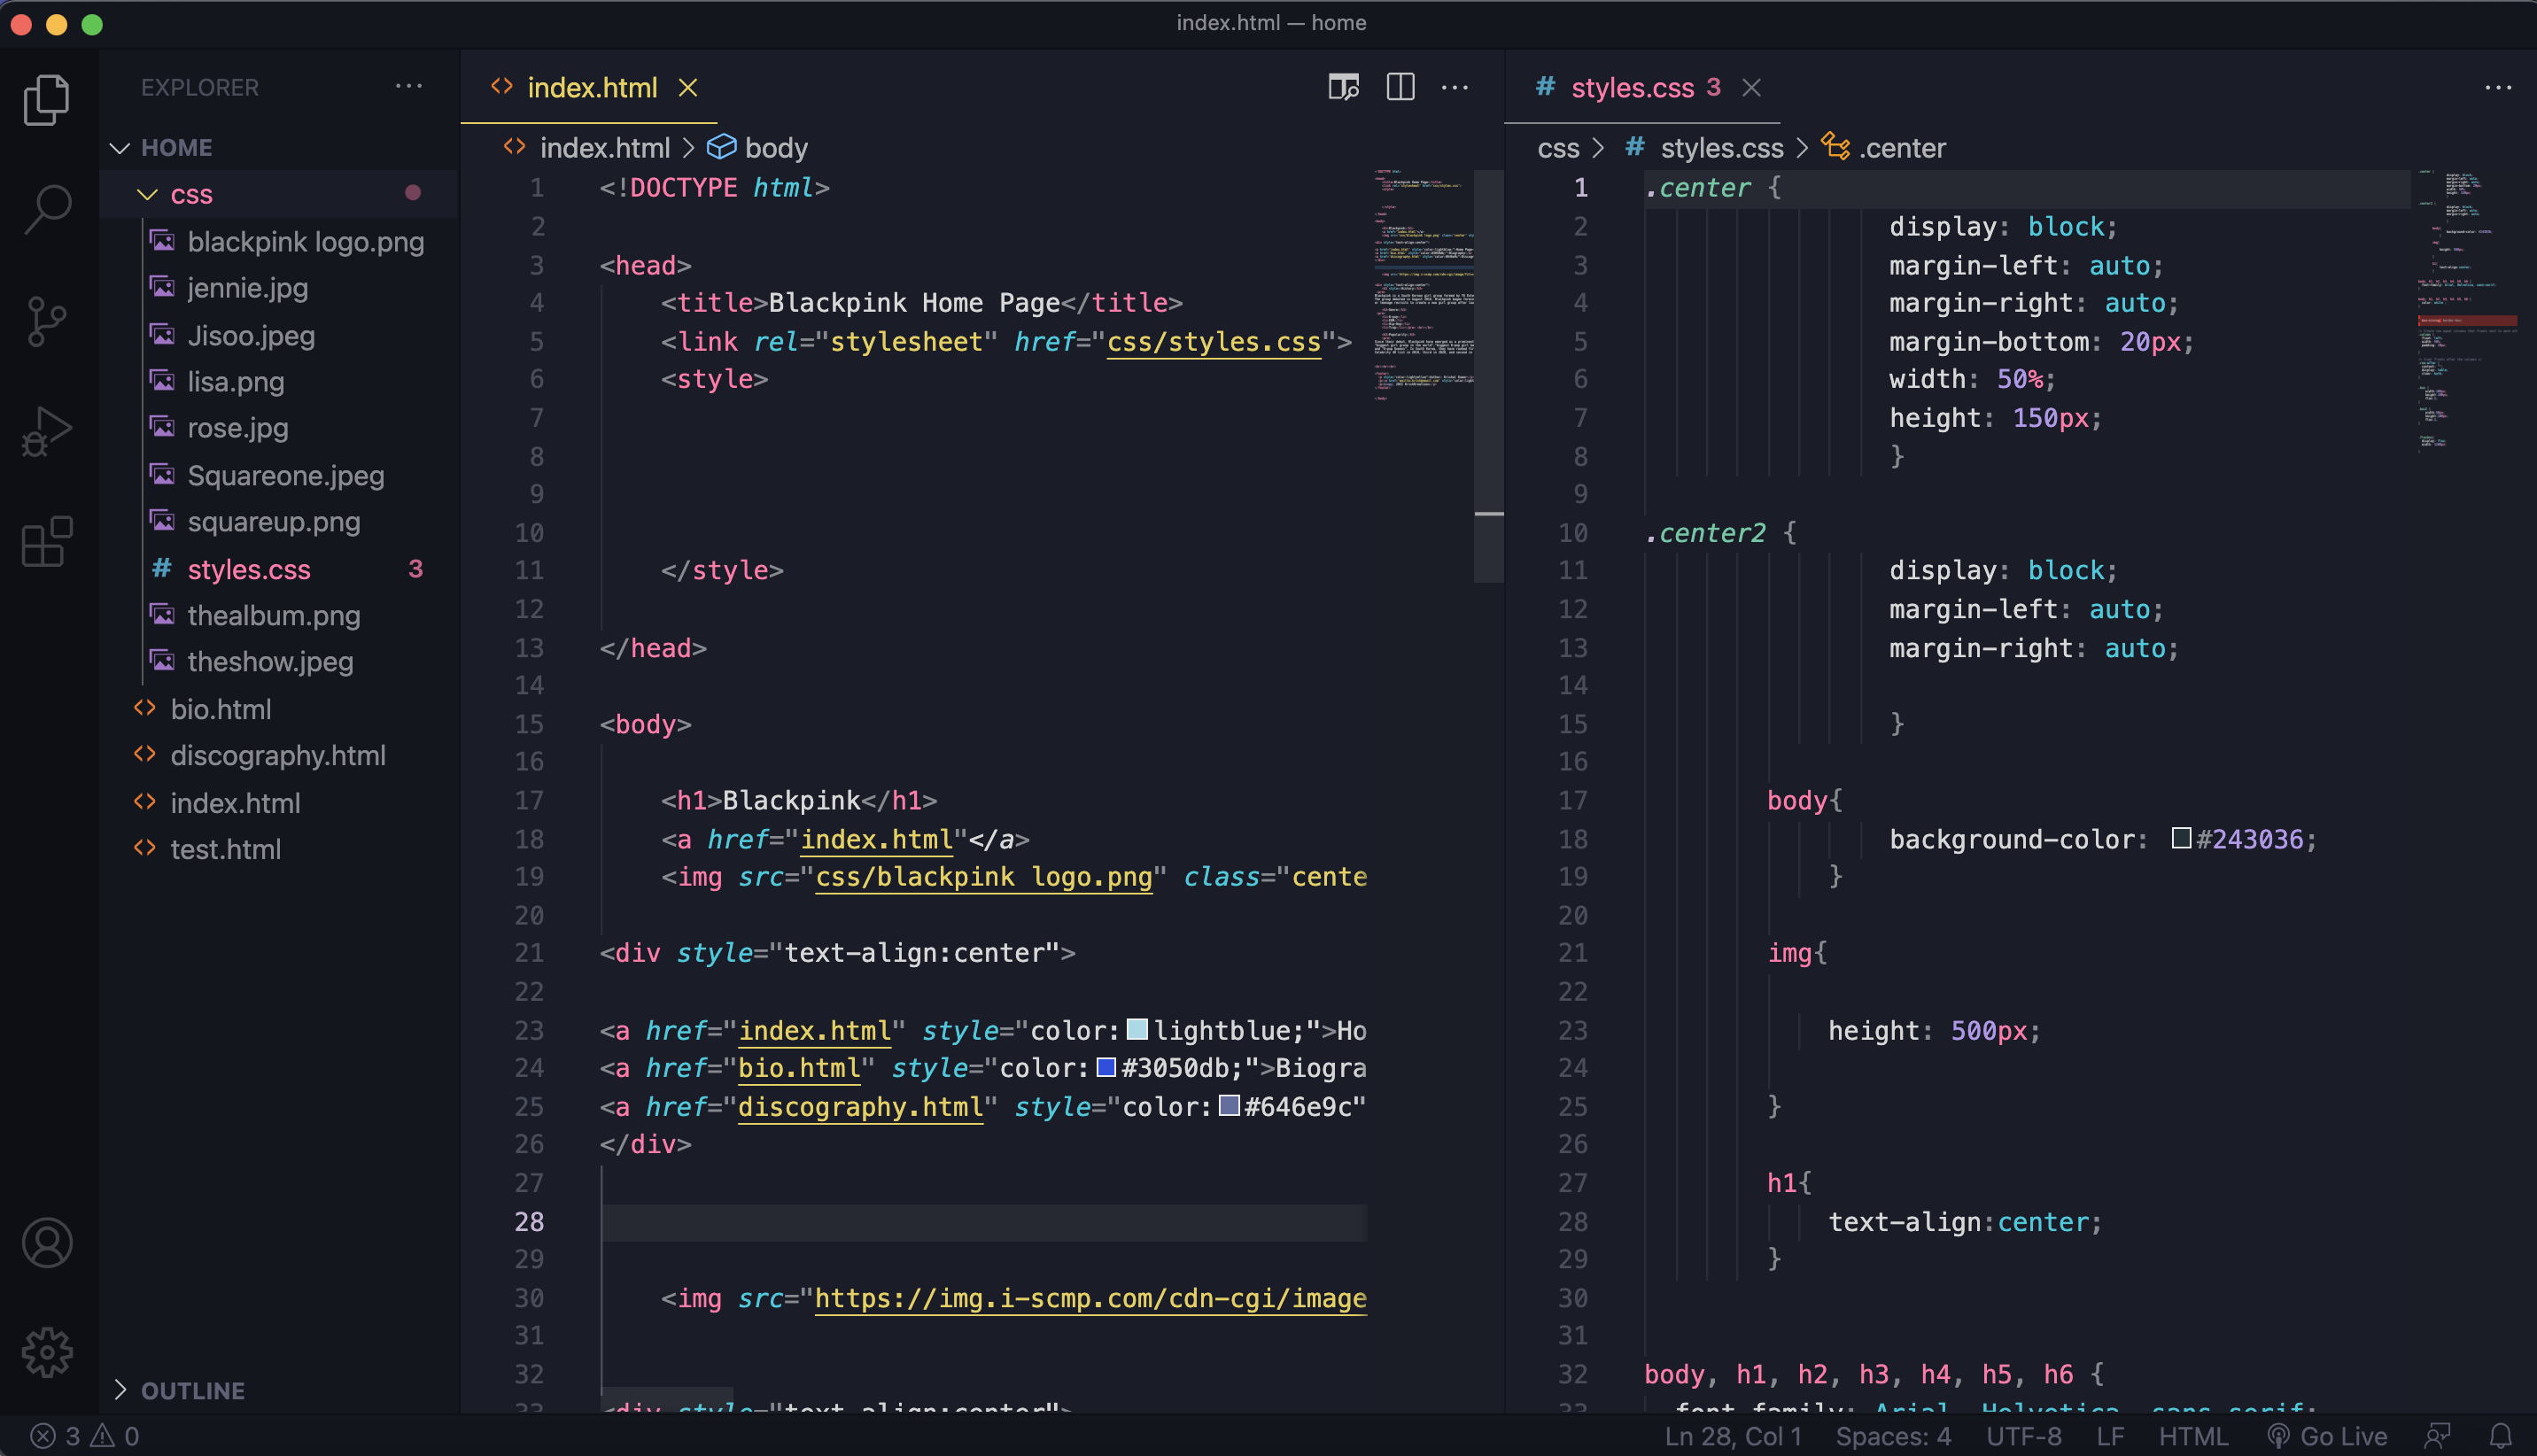 index.html — home
EXPLORER
HOME
css
blackpink logo.png
jennie.jpg
Jisoo.jpeg
lisa.png
rose.jpg
Squareone.jpeg
squareup.png
# styles.css 3
thealbum.png
theshow.jpeg
<> bio.html
<> discography.html
<> index.html
<> test.html
OUTLINE
<> index.html
<> index.html > body
1 <!DOCTYPE html>
2
3 <head>
4 <title>Blackpink Home Page</title>
5 <link rel="stylesheet" href="css/styles.css">
6 <style>
7
8
9
10
11 </style>
12
13 </head>
14
15 <body>
16
17 <h1>Blackpink</h1>
18 <a href="index.html"</a>
19 <img src="css/blackpink logo.png" class="cente
20
21 <div style="text-align:center">
22
23 <a href="index.html" style="color:lightblue;">Ho
24 <a href="bio.html" style="color:#3050db;">Biogra
25 <a href="discography.html" style="color:#646e9c"
26 </div>
27
28
29
30 <img src="https://img.i-scmp.com/cdn-cgi/image
31
32
33 <div style="text-align:center">
# styles.css 3
css > # styles.css > .center
1 .center {
2 display: block;
3 margin-left: auto;
4 margin-right: auto;
5 margin-bottom: 20px;
6 width: 50%;
7 height: 150px;
8 }
9
10 .center2 {
11 display: block;
12 margin-left: auto;
13 margin-right: auto;
14
15 }
16
17 body{
18 background-color: #243036;
19 }
20
21 img{
22
23 height: 500px;
24
25 }
26
27 h1{
28 text-align:center;
29 }
30
31
32 body, h1, h2, h3, h4, h5, h6 {
33 font-family: Arial, Helvetica, sans-serif;
3 0
Ln 28, Col 1 Spaces: 4 UTF-8 LF HTML Go Live